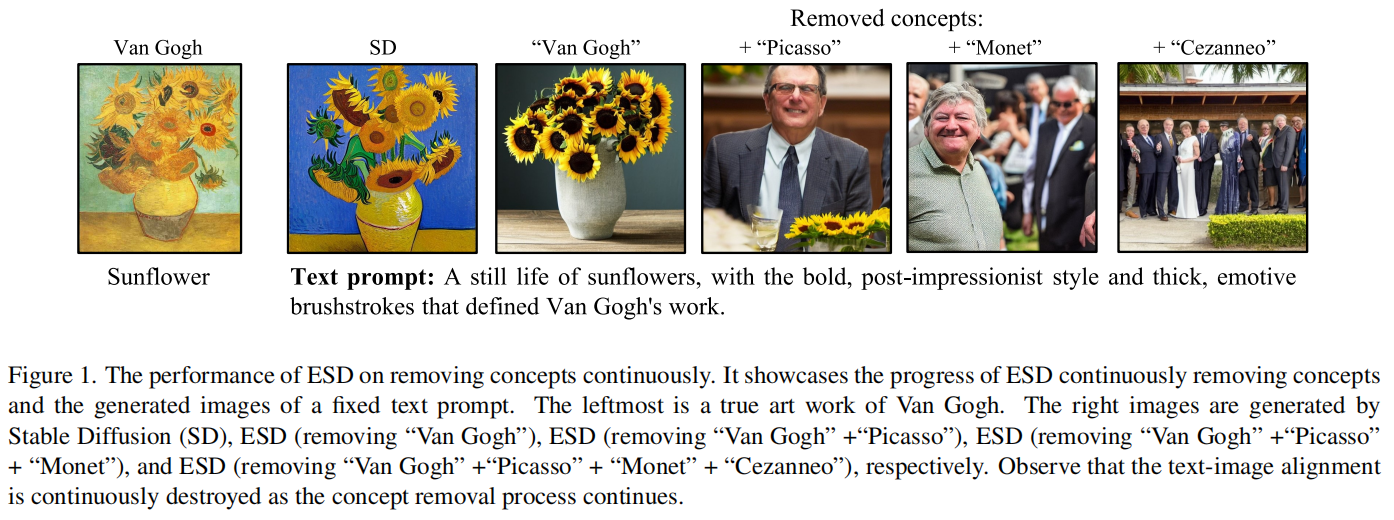 Removed concepts:
Van Gogh SD “Van Gogh” + “Picasso” + “Monet” + “Cezanneo”
Sunflower
Text prompt: A still life of sunflowers, with the bold, post-impressionist style and thick, emotive
brushstrokes that defined Van Gogh's work.
Figure 1. The performance of ESD on removing concepts continuously. It showcases the progress of ESD continuously removing concepts
and the generated images of a fixed text prompt. The leftmost is a true art work of Van Gogh. The right images are generated by
Stable Diffusion (SD), ESD (removing “Van Gogh”), ESD (removing “Van Gogh” +“Picasso”), ESD (removing “Van Gogh” +“Picasso”
+ “Monet”), and ESD (removing “Van Gogh” +“Picasso” + “Monet” + “Cezanneo”), respectively. Observe that the text-image alignment
is continuously destroyed as the concept removal process continues.